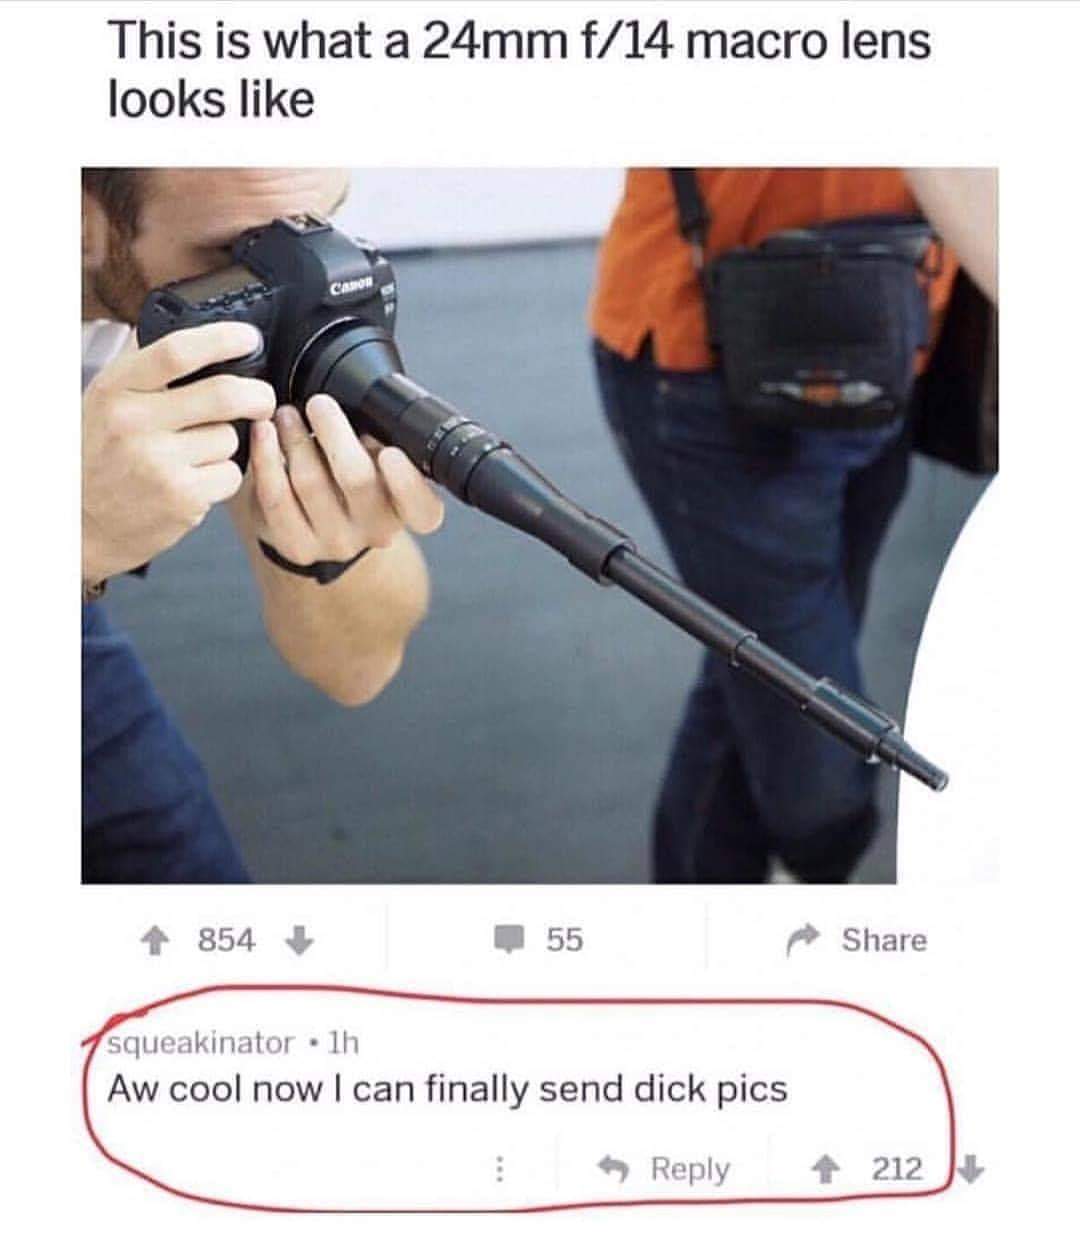 This is what a 24mm f/14 macro lens
looks like
Canon
854
55
Share
squeakinator • 1h
Aw cool now I can finally send dick pics
Reply
212